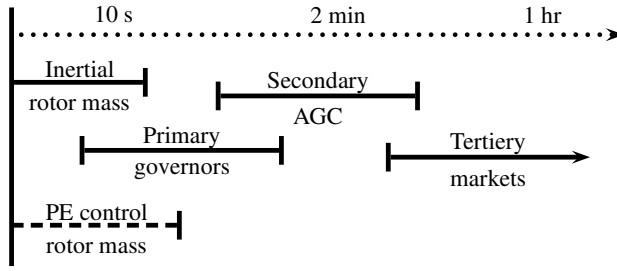 10 s 2 min 1 hr
Inertial
rotor mass
Secondary
AGC
Primary
governors
Tertiery
markets
PE control
rotor mass